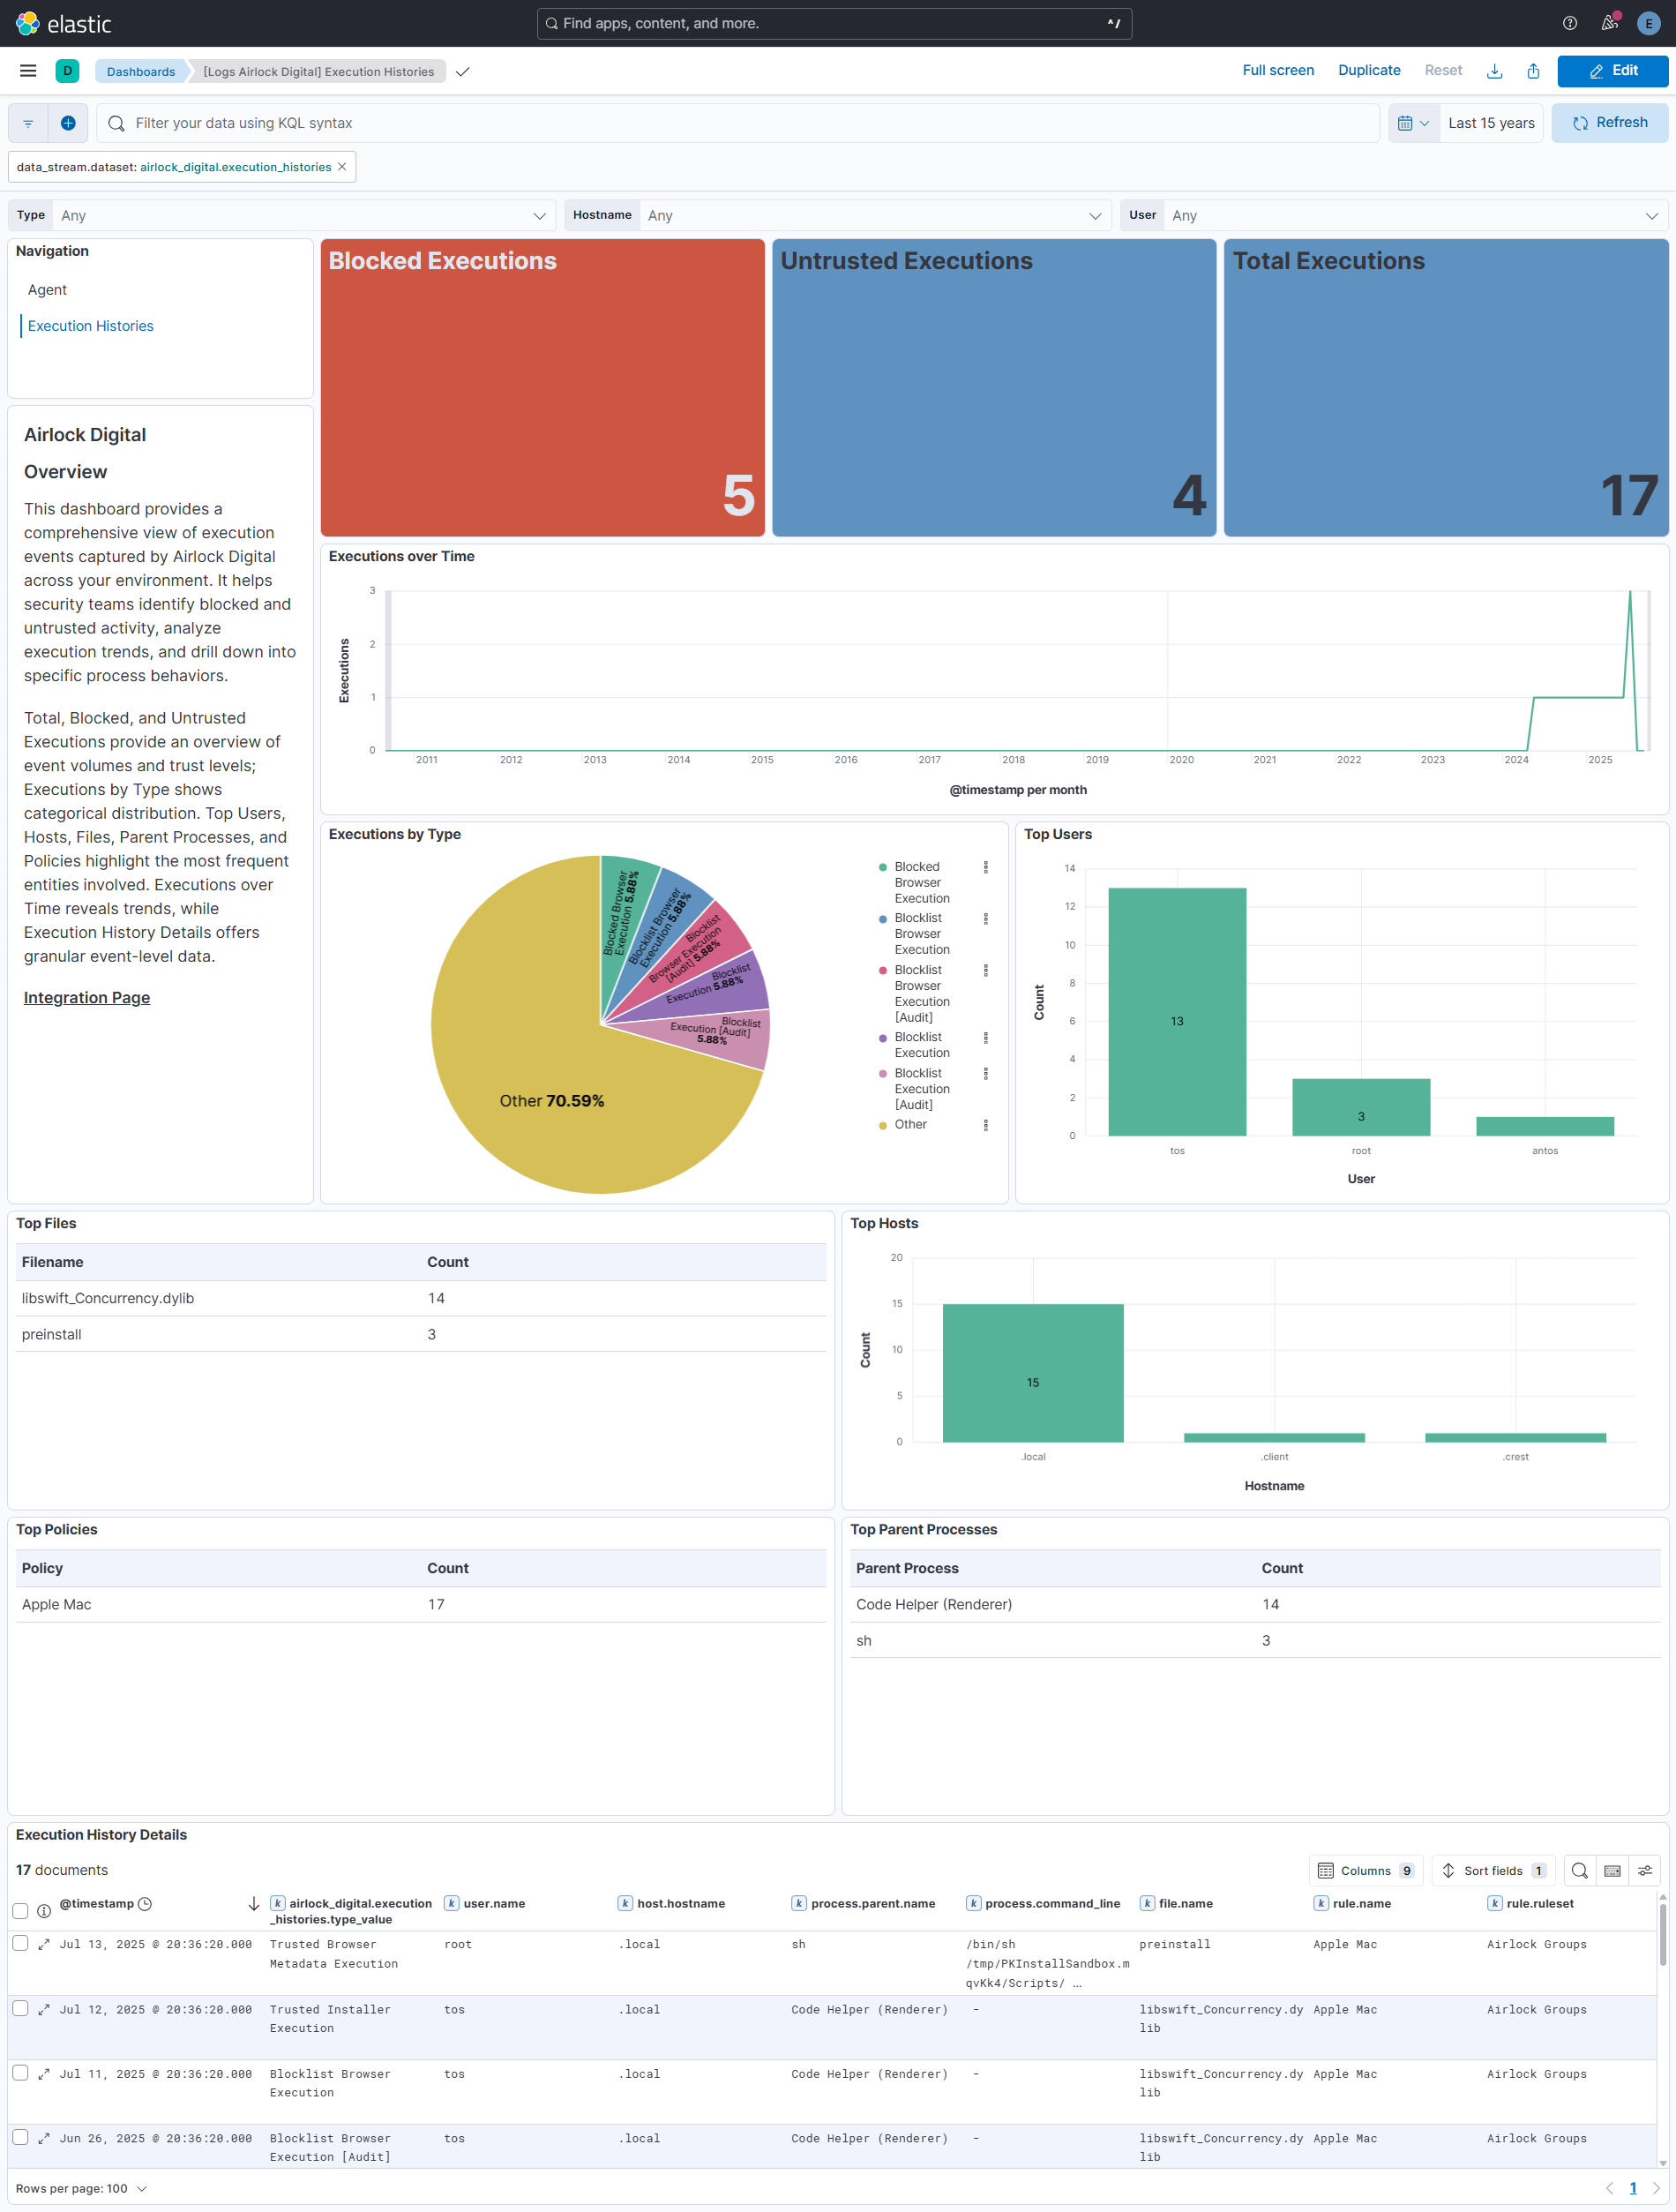 elastic
Find apps, content, and more.
^/
E
D
Dashboards
[Logs Airlock Digital] Execution Histories
Full screen
Duplicate
Reset
Edit
Filter your data using KQL syntax
Last 15 years
Refresh
data_stream.dataset: airlock_digital.execution_histories
Type
Any
Hostname
Any
User
Any
Navigation
Agent
Execution Histories
Airlock Digital
Overview
This dashboard provides a
comprehensive view of execution
events captured by Airlock Digital
across your environment. It helps
security teams identify blocked and
untrusted activity, analyze
execution trends, and drill down into
specific process behaviors.
Total, Blocked, and Untrusted
Executions provide an overview of
event volumes and trust levels;
Executions by Type shows
categorical distribution. Top Users,
Hosts, Files, Parent Processes, and
Policies highlight the most frequent
entities involved. Executions over
Time reveals trends, while
Execution History Details offers
granular event-level data.
Integration Page
Blocked Executions
5
Untrusted Executions
4
Total Executions
17
Executions over Time
Executions
3
2
1
0
2011 2012 2013 2014 2015 2016 2017 2018 2019 2020 2021 2022 2023 2024 2025
@timestamp per month
Executions by Type
Blocked Browser
Execution 5.88%
Blocklist Browser
Execution 5.88%
Blocklist
Browser Execution
[Audit] 5.88%
Blocklist
Execution 5.88%
Blocklist
Execution [Audit]
5.88%
Other 70.59%
Blocked
Browser
Execution
Blocklist
Browser
Execution
Blocklist
Browser
Execution
[Audit]
Blocklist
Execution
Blocklist
Execution
[Audit]
Other
Top Users
Count
14
12
10
8
6
4
2
0
13
3
tos root antos
User
Top Files
Filename Count
libswift_Concurrency.dylib 14
preinstall 3
Top Hosts
Count
20
15
10
5
0
15
.local .client .crest
Hostname
Top Policies
Policy Count
Apple Mac 17
Top Parent Processes
Parent Process Count
Code Helper (Renderer) 14
sh 3
Execution History Details
17 documents
Columns 9
Sort fields 1
@timestamp
k airlock_digital.execution
_histories.type_value
k user.name
k host.hostname
k process.parent.name
k process.command_line
k file.name
k rule.name
k rule.ruleset
Jul 13, 2025 @ 20:36:20.000 Trusted Browser root .local sh /bin/sh preinstall Apple Mac Airlock Groups
Metadata Execution /tmp/PKInstallSandbox.m
qvKk4/Scripts/ …
Jul 12, 2025 @ 20:36:20.000 Trusted Installer tos .local Code Helper (Renderer) - libswift_Concurrency.dy Apple Mac Airlock Groups
Execution lib
Jul 11, 2025 @ 20:36:20.000 Blocklist Browser tos .local Code Helper (Renderer) - libswift_Concurrency.dy Apple Mac Airlock Groups
Execution lib
Jun 26, 2025 @ 20:36:20.000 Blocklist Browser tos .local Code Helper (Renderer) - libswift_Concurrency.dy Apple Mac Airlock Groups
Execution [Audit] lib
Rows per page: 100
1